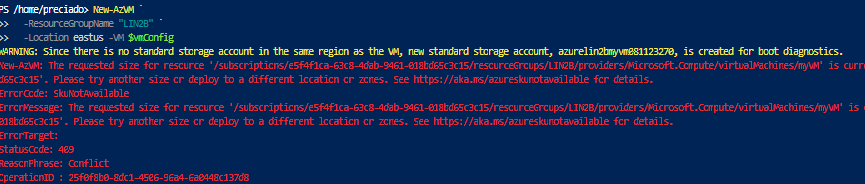 PS /home/preciado> New-AzVM `
>> -ResourceGroupName "LIN2B" `
>> -Location eastus -VM $vmConfig
WARNING: Since there is no standard storage account in the same region as the VM, new standard storage account, azurelin2bmyvm081123270, is created for boot diagnostics.
New-AzVM: The requested size for resource '/subscriptions/e5f4f1ca-63c8-4dab-9461-018bd65c3c15/resourceGroups/LIN2B/providers/Microsoft.Compute/virtualMachines/myVM' is curr
d65c3c15'. Please try another size or deploy to a different location or zones. See https://aka.ms/azureskunotavailable for details.
ErrorCode: SkuNotAvailable
ErrorMessage: The requested size for resource '/subscriptions/e5f4f1ca-63c8-4dab-9461-018bd65c3c15/resourceGroups/LIN2B/providers/Microsoft.Compute/virtualMachines/myVM' is c
018bd65c3c15'. Please try another size or deploy to a different location or zones. See https://aka.ms/azureskunotavailable for details.
ErrorTarget:
StatusCode: 409
ReasonPhrase: Conflict
OperationID : 25f0f8b0-8dc1-4506-96a4-6a0448c137d8